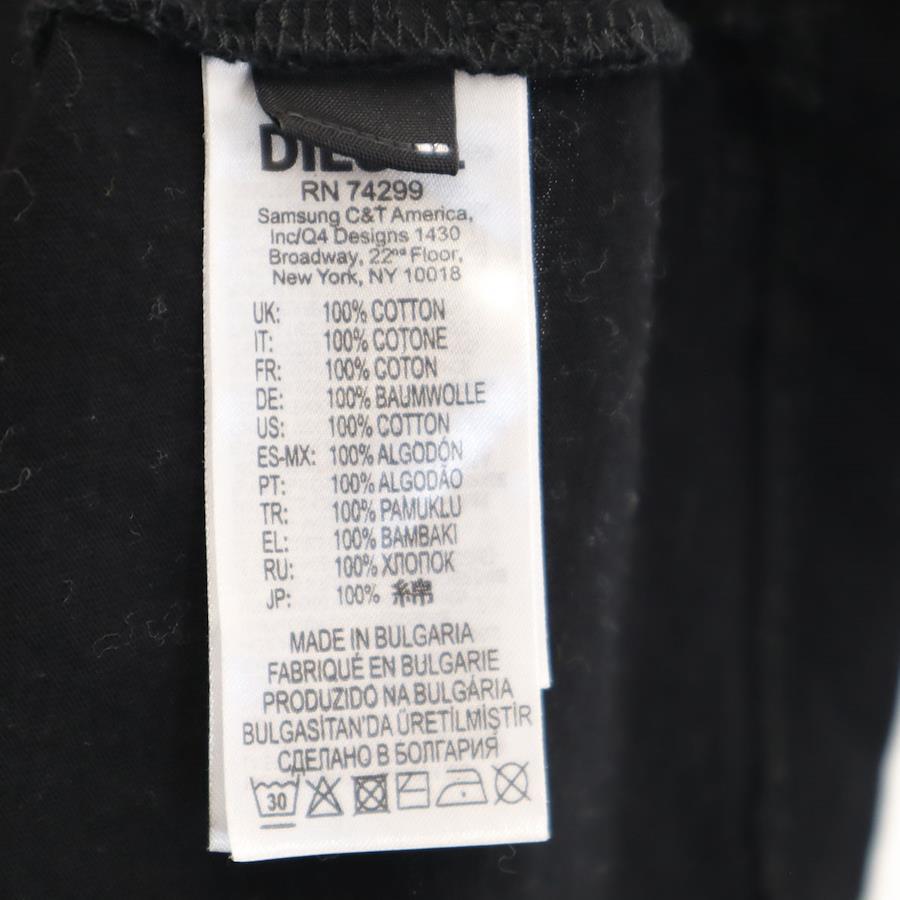 RN 74299
Samsung C&T America,
Inc/Q4 Designs 1430
Broadway, 22nd Floor,
New York, NY 10018
UK: 100% COTTON
IT: 100% COTONE
FR: 100% COTON
DE: 100% BAUMWOLLE
US: 100% COTTON
ES-MX: 100% ALGODÓN
PT: 100% ALGODÃO
TR: 100% PAMUKLU
EL: 100% ΒΑΜΒΑΚΙ
RU: 100% ХЛОПОК
JP: 100% 綿
MADE IN BULGARIA
FABRIQUÉ EN BULGARIE
PRODUZIDO NA BULGÁRIA
BULGASİTAN'DA ÜRETİLMİSTİR
СДЕЛАНО В БОЛГАРИЯ
30